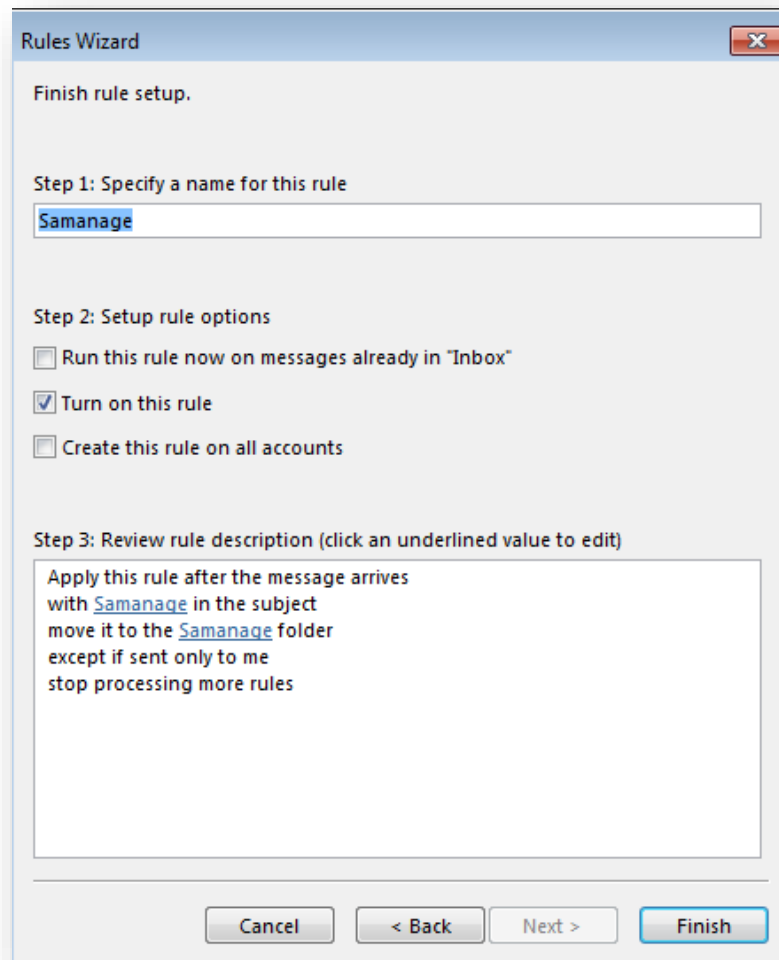 Rules Wizard
Finish rule setup.
Step 1: Specify a name for this rule
Samanage
Step 2: Setup rule options
Run this rule now on messages already in "Inbox"
Turn on this rule
Create this rule on all accounts
Step 3: Review rule description (click an underlined value to edit)
Apply this rule after the message arrives
with Samanage in the subject
move it to the Samanage folder
except if sent only to me
stop processing more rules
Cancel < Back Next > Finish